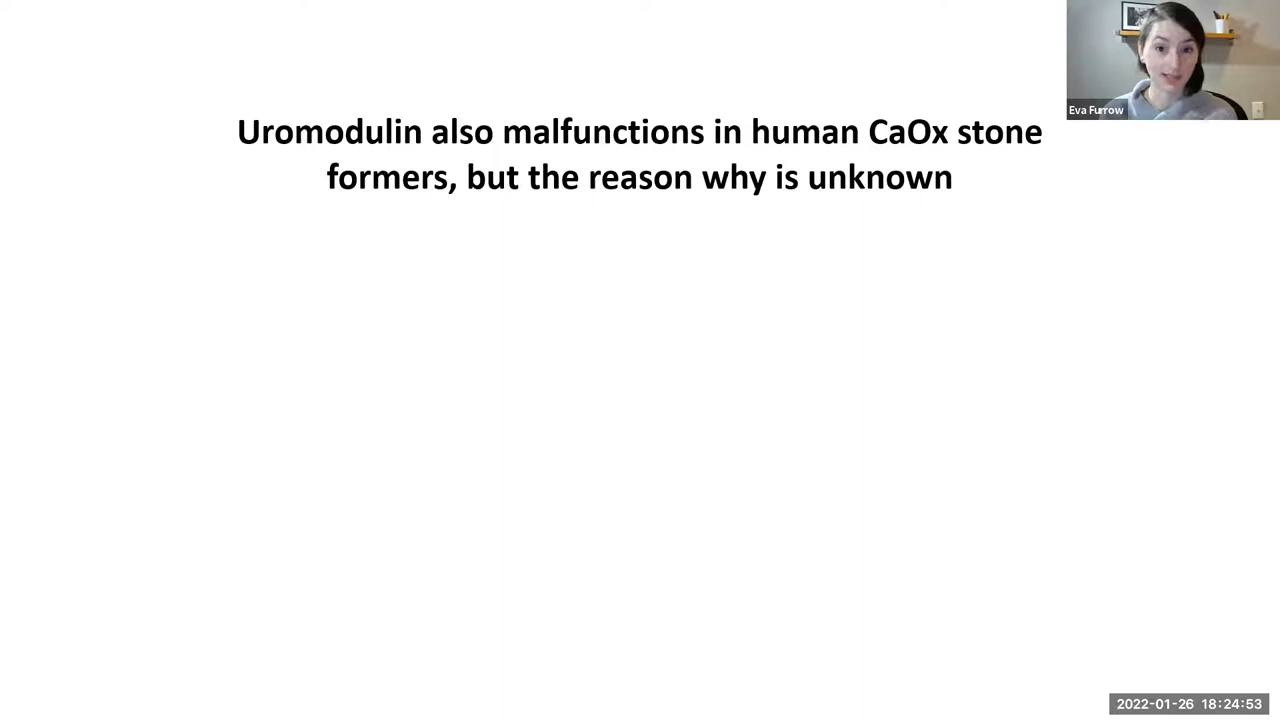 Eva Furrow
Uromodulin also malfunctions in human CaOx stone
formers, but the reason why is unknown
2022-01-26 18:24:53